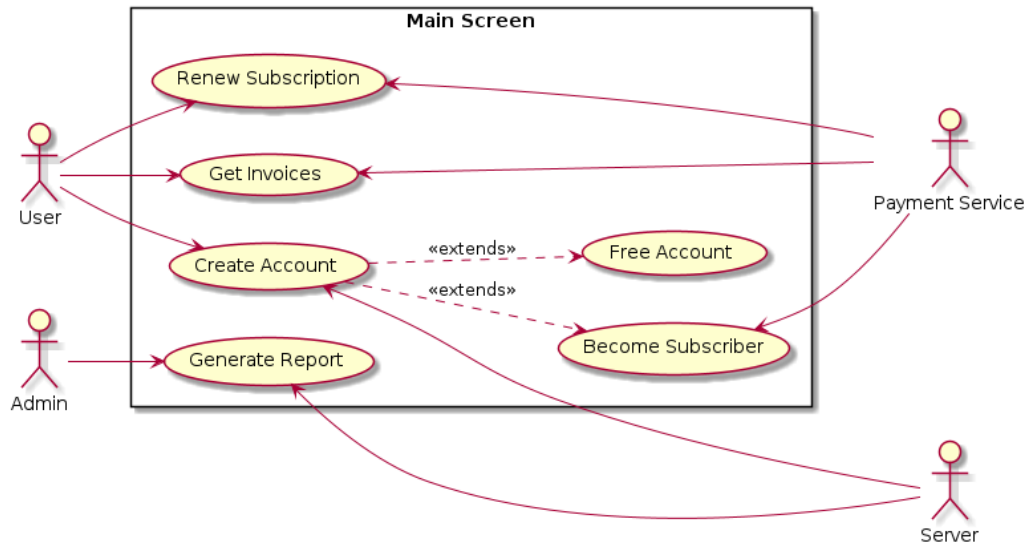 Main Screen
Renew Subscription
Get Invoices
User
Payment Service
«extends»
Free Account
Create Account
«extends»
Become Subscriber
Generate Report
Admin
Server